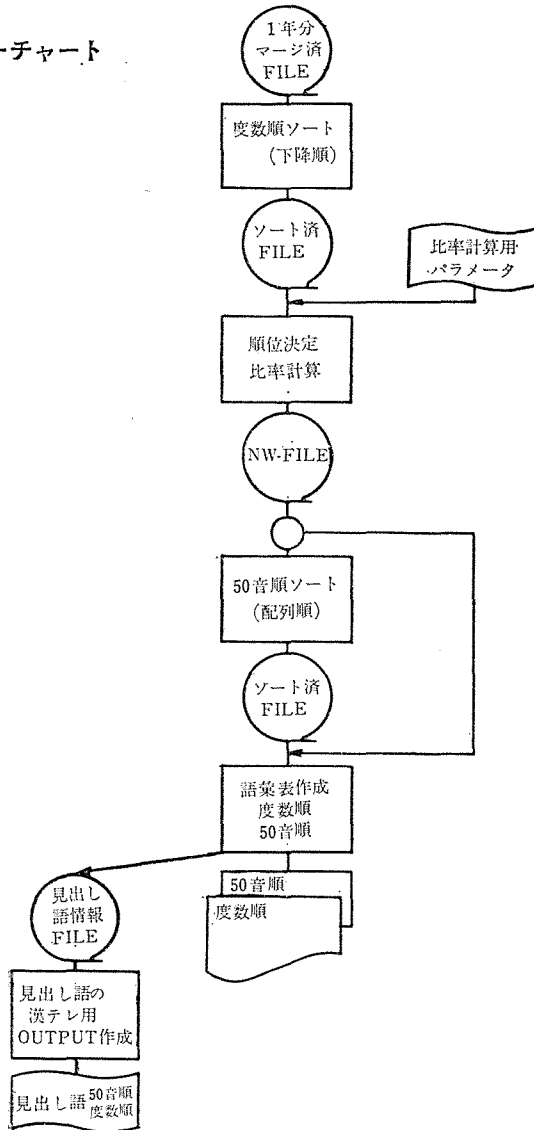 ーチャート
1年分
マージ済
FILE
度数順ソート
(下降順)
ソート済
FILE
比率計算用
パラメータ
順位決定
比率計算
NW-FILE
50音順ソート
(配列順)
ソート済
FILE
語彙表作成
度数順
50音順
50音順
度数順
見出し
語情報
FILE
見出し語の
漢テレ用
OUTPUT作成
見出し語 50音順
度数順